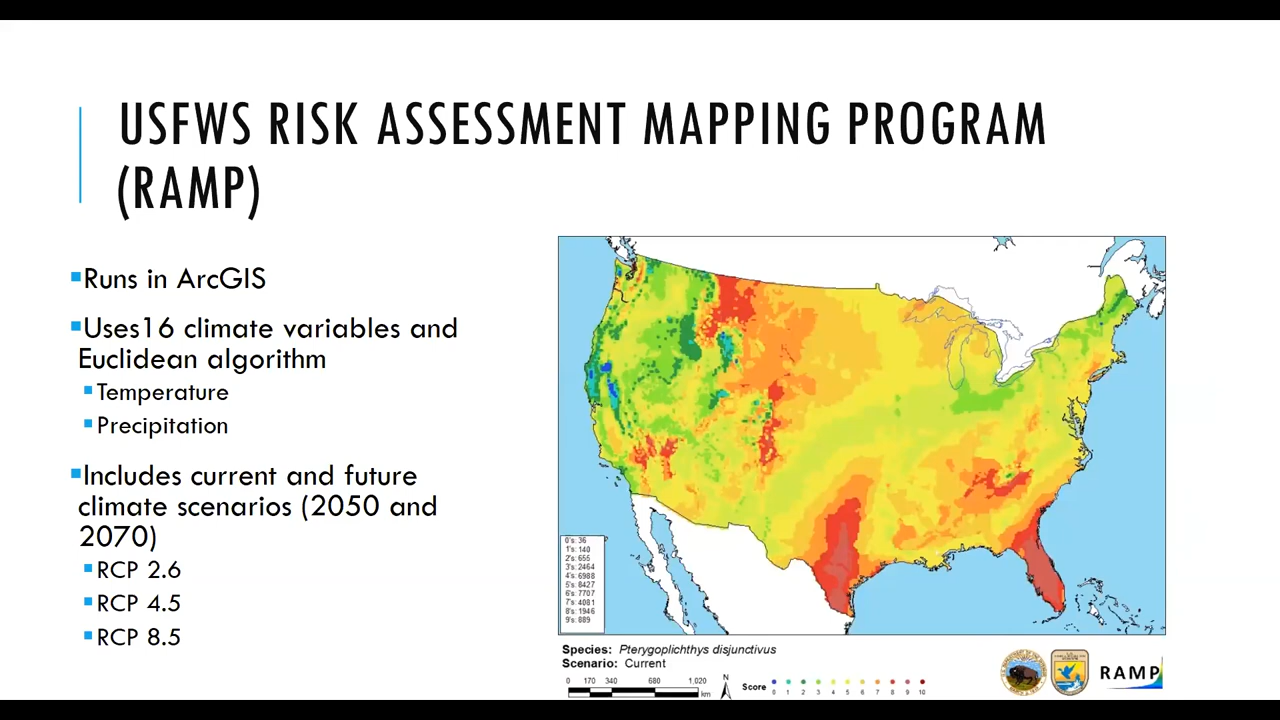 USFWS RISK ASSESSMENT MAPPING PROGRAM
(RAMP)
Runs in ArcGIS
Uses16 climate variables and
Euclidean algorithm
Temperature
Precipitation
Includes current and future
climate scenarios (2050 and
2070)
RCP 2.6
RCP 4.5
RCP 8.5
0's: 36
1's: 140
2's: 655
3's: 2464
4's: 6988
5's: 8427
6's: 7707
7's: 4081
8's: 1946
9's: 889
Species: Pterygoplichthys disjunctivus
Scenario: Current
0 170 340 680 1,020
km
N
Score
0 1 2 3 4 5 6 7 8 9 10
RAMP